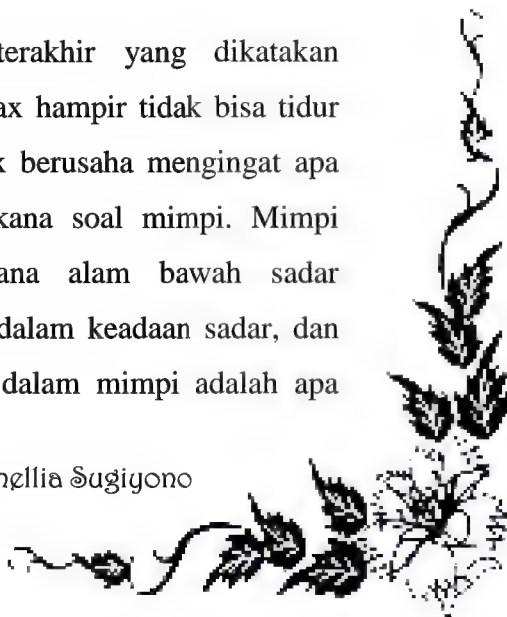 terakhir yang dikatakan
ax hampir tidak bisa tidur
k berusaha mengingat apa
kana soal mimpi. Mimpi
ana alam bawah sadar
dalam keadaan sadar, dan
dalam mimpi adalah apa
nellia Sugiyono